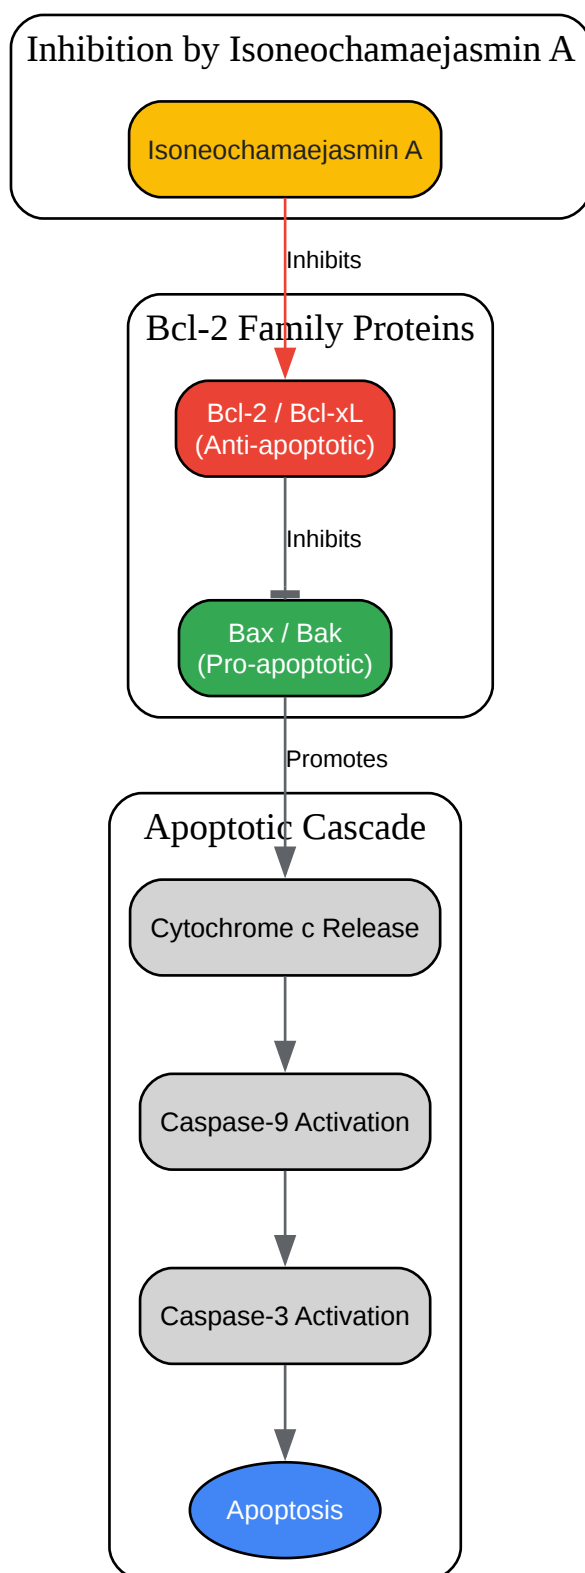 Inhibition by Isoneochamaejasmin A
Isoneochamaejasmin A
Inhibits
Bcl-2 Family Proteins
Bcl-2 / Bcl-xL
(Anti-apoptotic)
Inhibits
Bax / Bak
(Pro-apoptotic)
Promotes
Apoptotic Cascade
Cytochrome c Release
Caspase-9 Activation
Caspase-3 Activation
Apoptosis